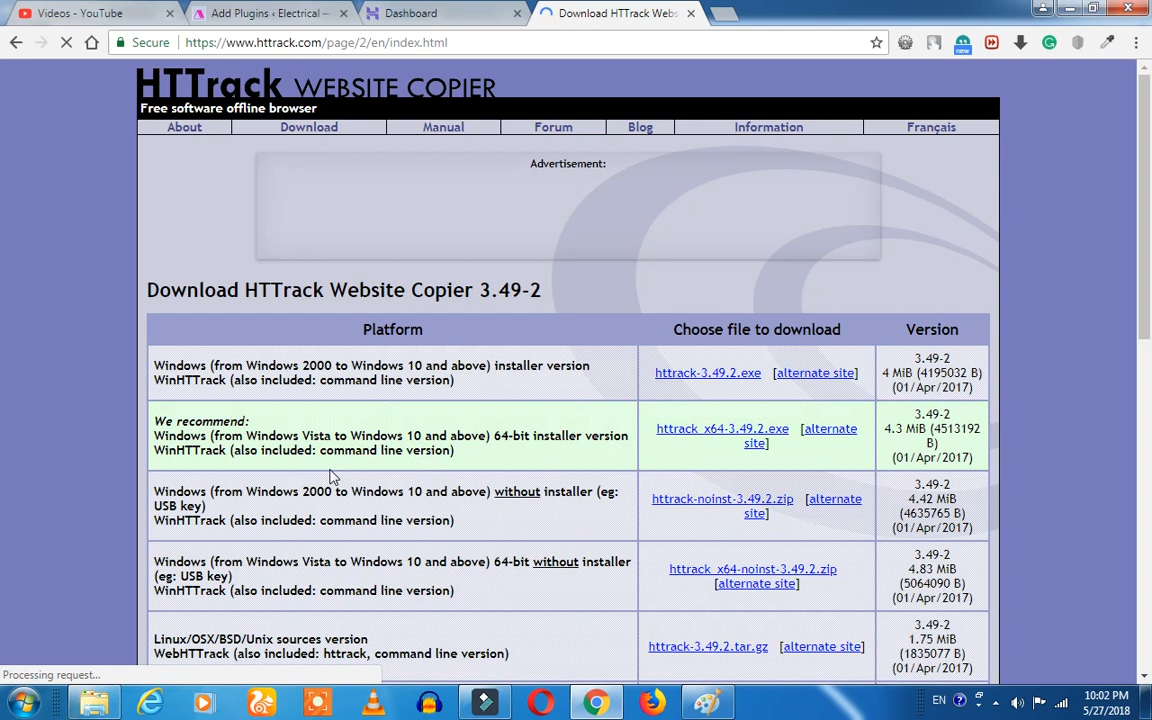 Videos - YouTube
Add Plugins ‹ Electrical —
Dashboard
Download HTTrack Webs
Secure
https://www.httrack.com/page/2/en/index.html
new
HTTrack WEBSITE COPIER
Free software offline browser
About
Download
Manual
Forum
Blog
Information
Français
Advertisement:
Download HTTrack Website Copier 3.49-2
Platform
Choose file to download
Version
Windows (from Windows 2000 to Windows 10 and above) installer version
WinHTTrack (also included: command line version)
httrack-3.49.2.exe [alternate site]
3.49-2
4 MiB (4195032 B)
(01/Apr/2017)
We recommend:
Windows (from Windows Vista to Windows 10 and above) 64-bit installer version
WinHTTrack (also included: command line version)
httrack_x64-3.49.2.exe [alternate
site]
3.49-2
4.3 MiB (4513192
B)
(01/Apr/2017)
Windows (from Windows 2000 to Windows 10 and above) without installer (eg:
USB key)
WinHTTrack (also included: command line version)
httrack-noinst-3.49.2.zip [alternate
site]
3.49-2
4.42 MiB
(4635765 B)
(01/Apr/2017)
Windows (from Windows Vista to Windows 10 and above) 64-bit without installer
(eg: USB key)
WinHTTrack (also included: command line version)
httrack_x64-noinst-3.49.2.zip
[alternate site]
3.49-2
4.83 MiB
(5064090 B)
(01/Apr/2017)
Linux/OSX/BSD/Unix sources version
WebHTTrack (also included: httrack, command line version)
httrack-3.49.2.tar.gz [alternate site]
3.49-2
1.75 MiB
(1835077 B)
(01/Apr/2017)
Processing request...
EN
10:02 PM
5/27/2018